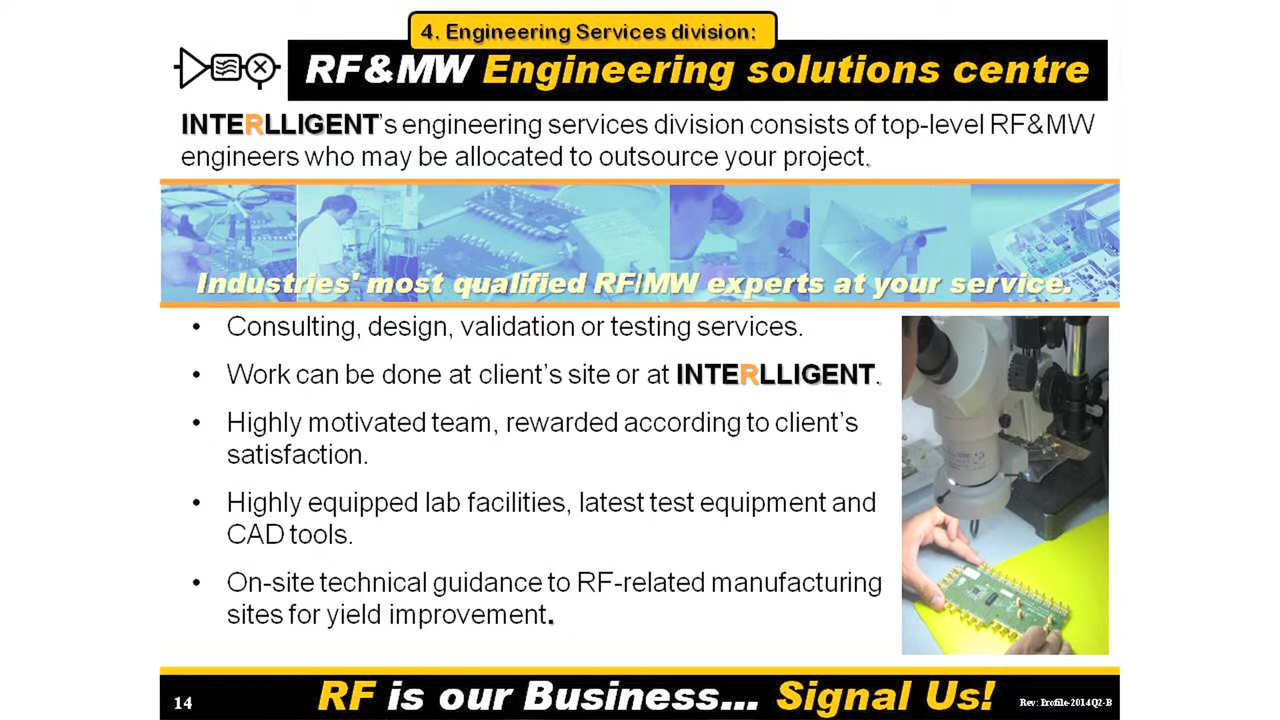 4. Engineering Services division:
RF&MW Engineering solutions centre
INTERLLIGENT's engineering services division consists of top-level RF&MW
engineers who may be allocated to outsource your project.
Industries' most qualified RF/MW experts at your service.
• Consulting, design, validation or testing services.
• Work can be done at client's site or at INTERLLIGENT.
• Highly motivated team, rewarded according to client's
satisfaction.
• Highly equipped lab facilities, latest test equipment and
CAD tools.
• On-site technical guidance to RF-related manufacturing
sites for yield improvement.
14
RF is our Business... Signal Us!
Rev: Profile-2014Q2-B